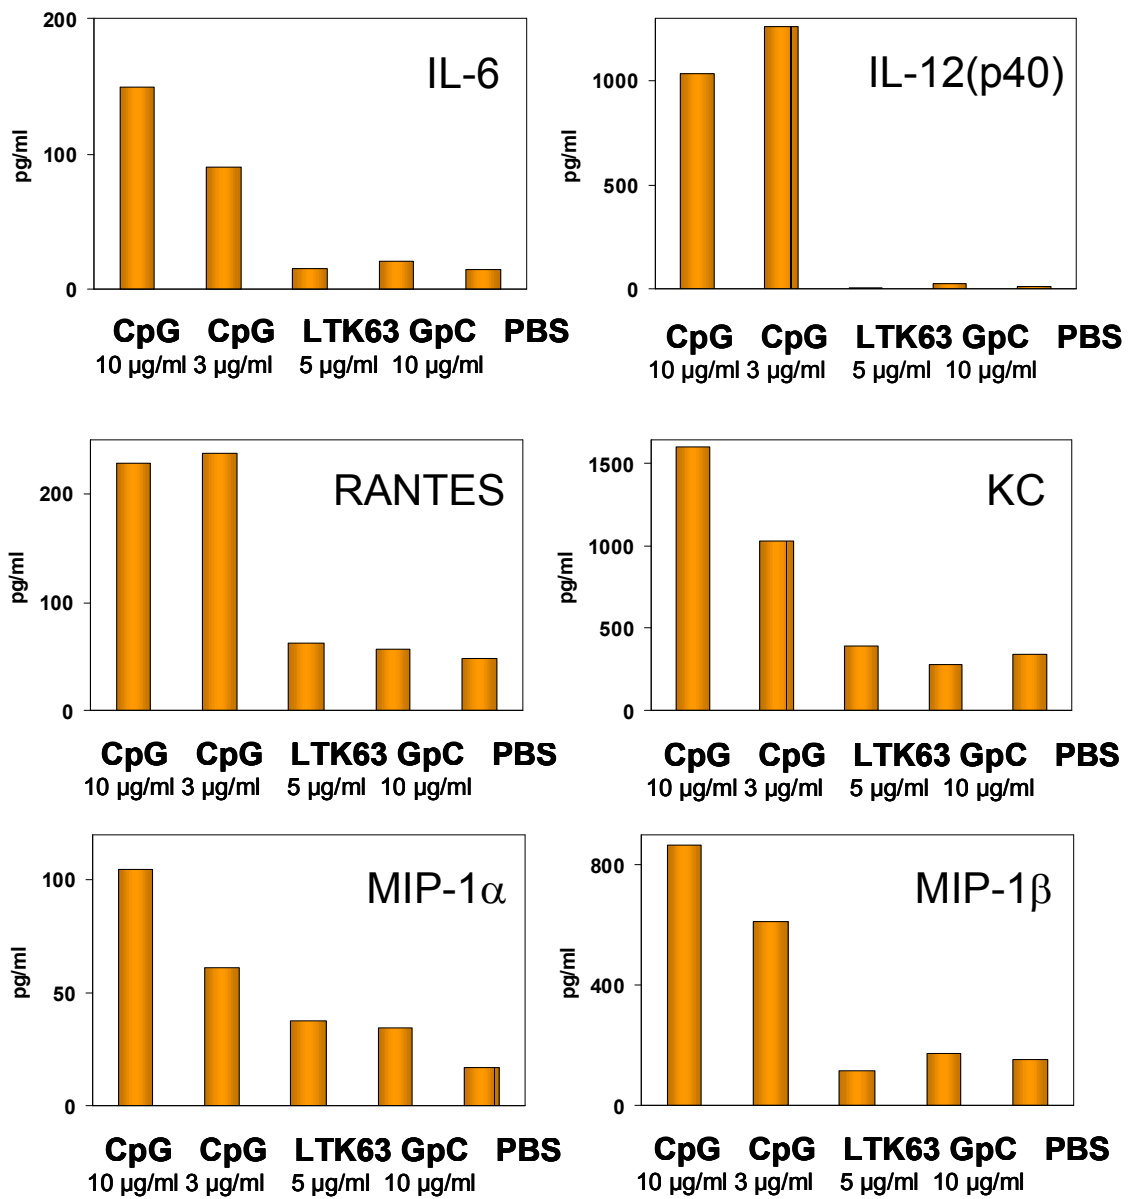 200
IL-6
100
pg/ml
0
CpG CpG LTK63 GpC PBS
10 µg/ml 3 µg/ml 5 µg/ml 10 µg/ml
IL-12(p40)
1000
pg/ml
500
0
CpG CpG LTK63 GpC PBS
10 µg/ml 3 µg/ml 5 µg/ml 10 µg/ml
RANTES
200
pg/ml
100
0
CpG CpG LTK63 GpC PBS
10 µg/ml 3 µg/ml 5 µg/ml 10 µg/ml
1500
KC
1000
pg/ml
500
0
CpG CpG LTK63 GpC PBS
10 µg/ml 3 µg/ml 5 µg/ml 10 µg/ml
100
MIP-1α
pg/ml
50
0
CpG CpG LTK63 GpC PBS
10 µg/ml 3 µg/ml 5 µg/ml 10 µg/ml
800
MIP-1β
pg/ml
400
0
CpG CpG LTK63 GpC PBS
10 µg/ml 3 µg/ml 5 µg/ml 10 µg/ml